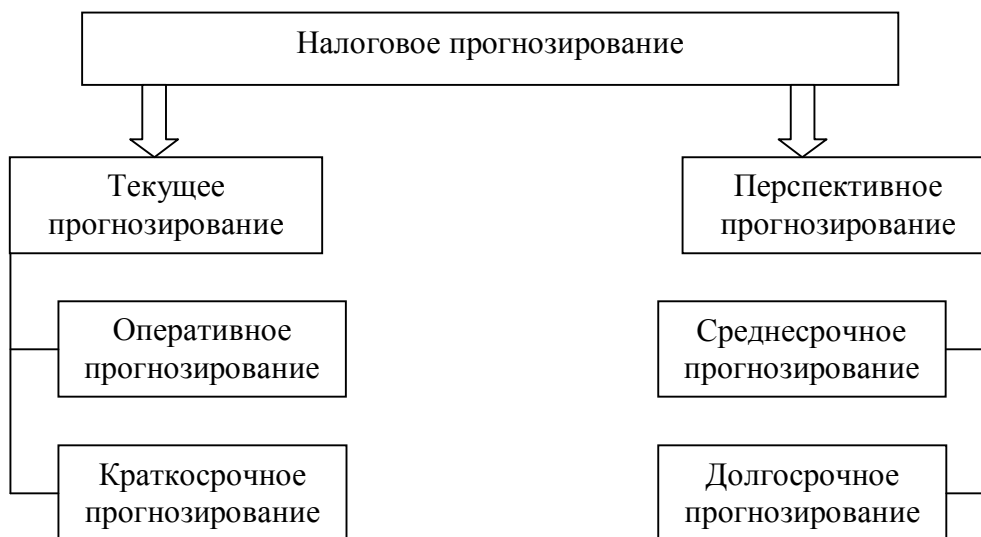 Налоговое прогнозирование
Текущее
прогнозирование
Перспективное
прогнозирование
Оперативное
прогнозирование
Среднесрочное
прогнозирование
Краткосрочное
прогнозирование
Долгосрочное
прогнозирование